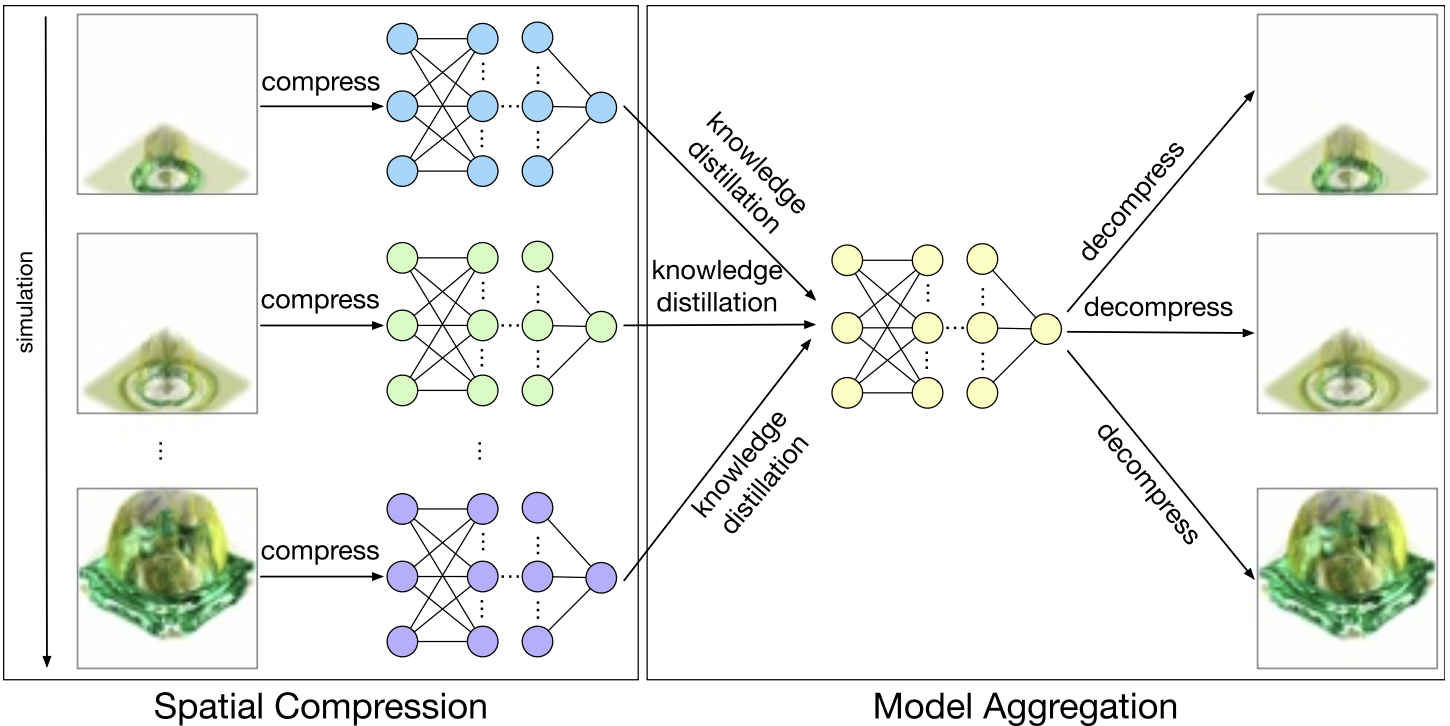 simulation
compress
compress
compress
knowledge
distillation
knowledge
distillation
knowledge
distillation
decompress
decompress
decompress
Spatial Compression
Model Aggregation